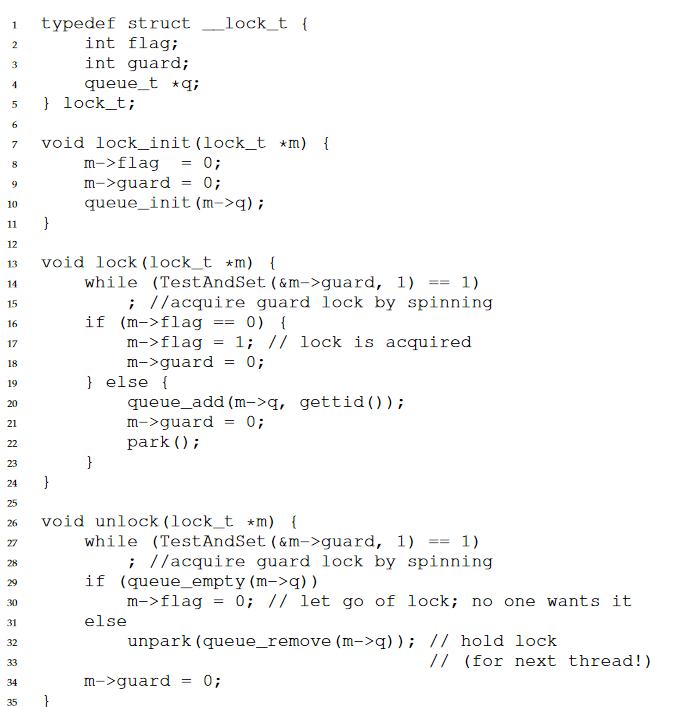 1 typedef struct __lock_t {
2     int flag;
3     int guard;
4     queue_t *q;
5 } lock_t;
6
7 void lock_init(lock_t *m) {
8     m->flag  = 0;
9     m->guard = 0;
10     queue_init(m->q);
11 }
12
13 void lock(lock_t *m) {
14     while (TestAndSet(&m->guard, 1) == 1)
15         ; //acquire guard lock by spinning
16     if (m->flag == 0) {
17         m->flag = 1; // lock is acquired
18         m->guard = 0;
19     } else {
20         queue_add(m->q, gettid());
21         m->guard = 0;
22         park();
23     }
24 }
25
26 void unlock(lock_t *m) {
27     while (TestAndSet(&m->guard, 1) == 1)
28         ; //acquire guard lock by spinning
29     if (queue_empty(m->q))
30         m->flag = 0; // let go of lock; no one wants it
31     else
32         unpark(queue_remove(m->q)); // hold lock
33                                     // (for next thread!)
34     m->guard = 0;
35 }